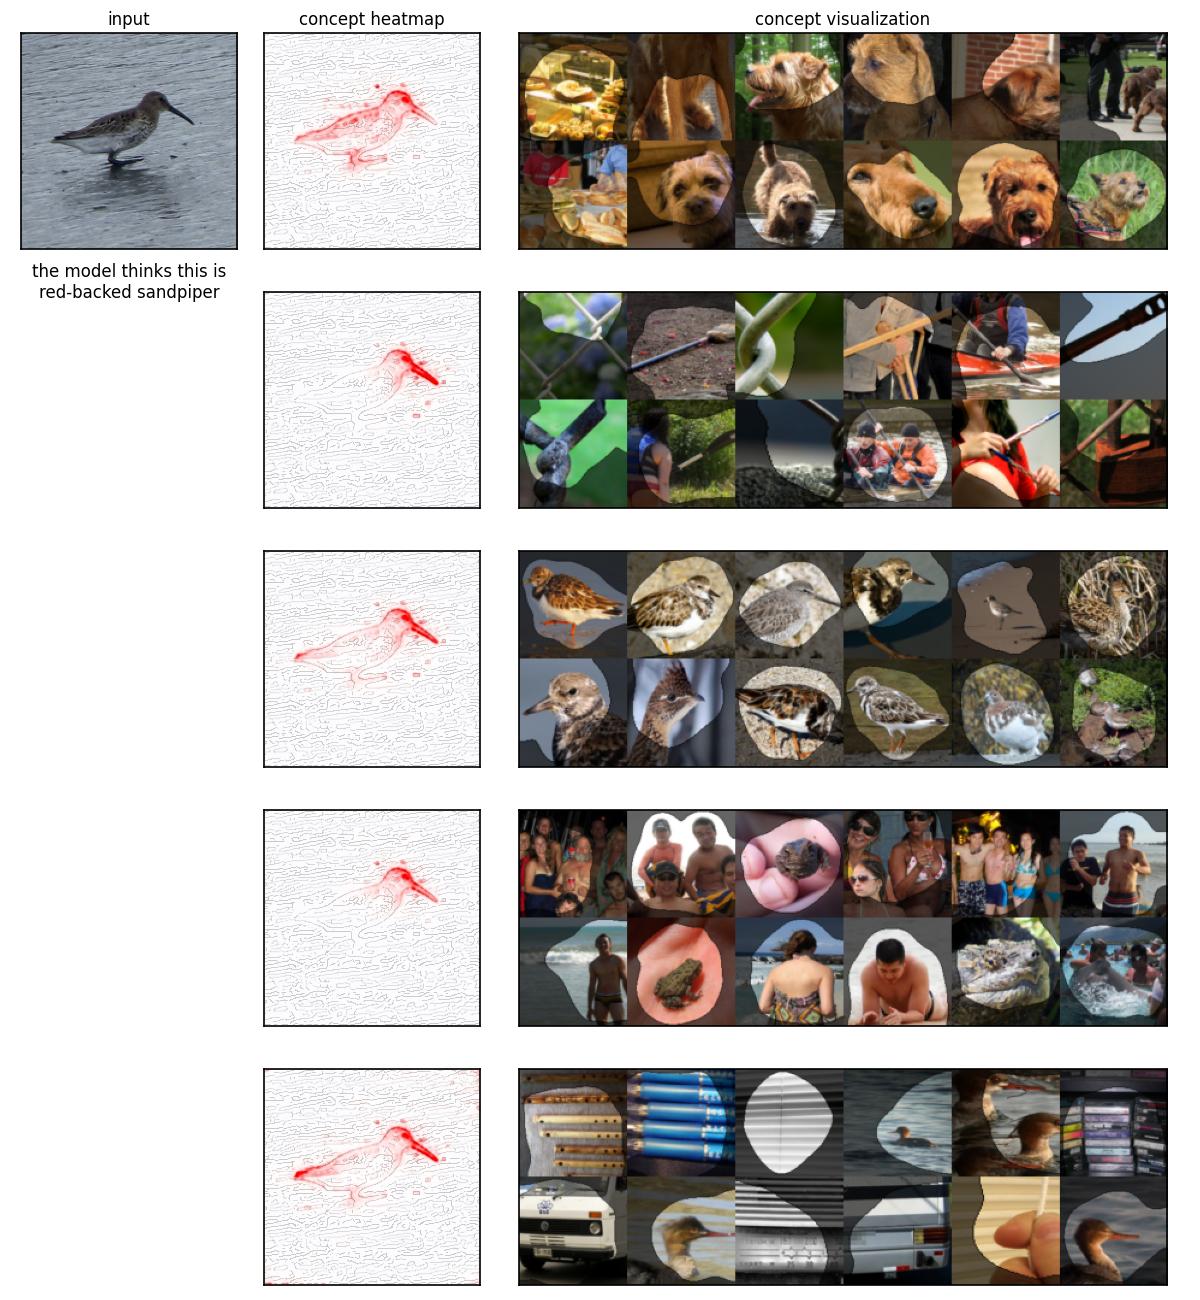 input
concept heatmap
concept visualization
the model thinks this is
red-backed sandpiper